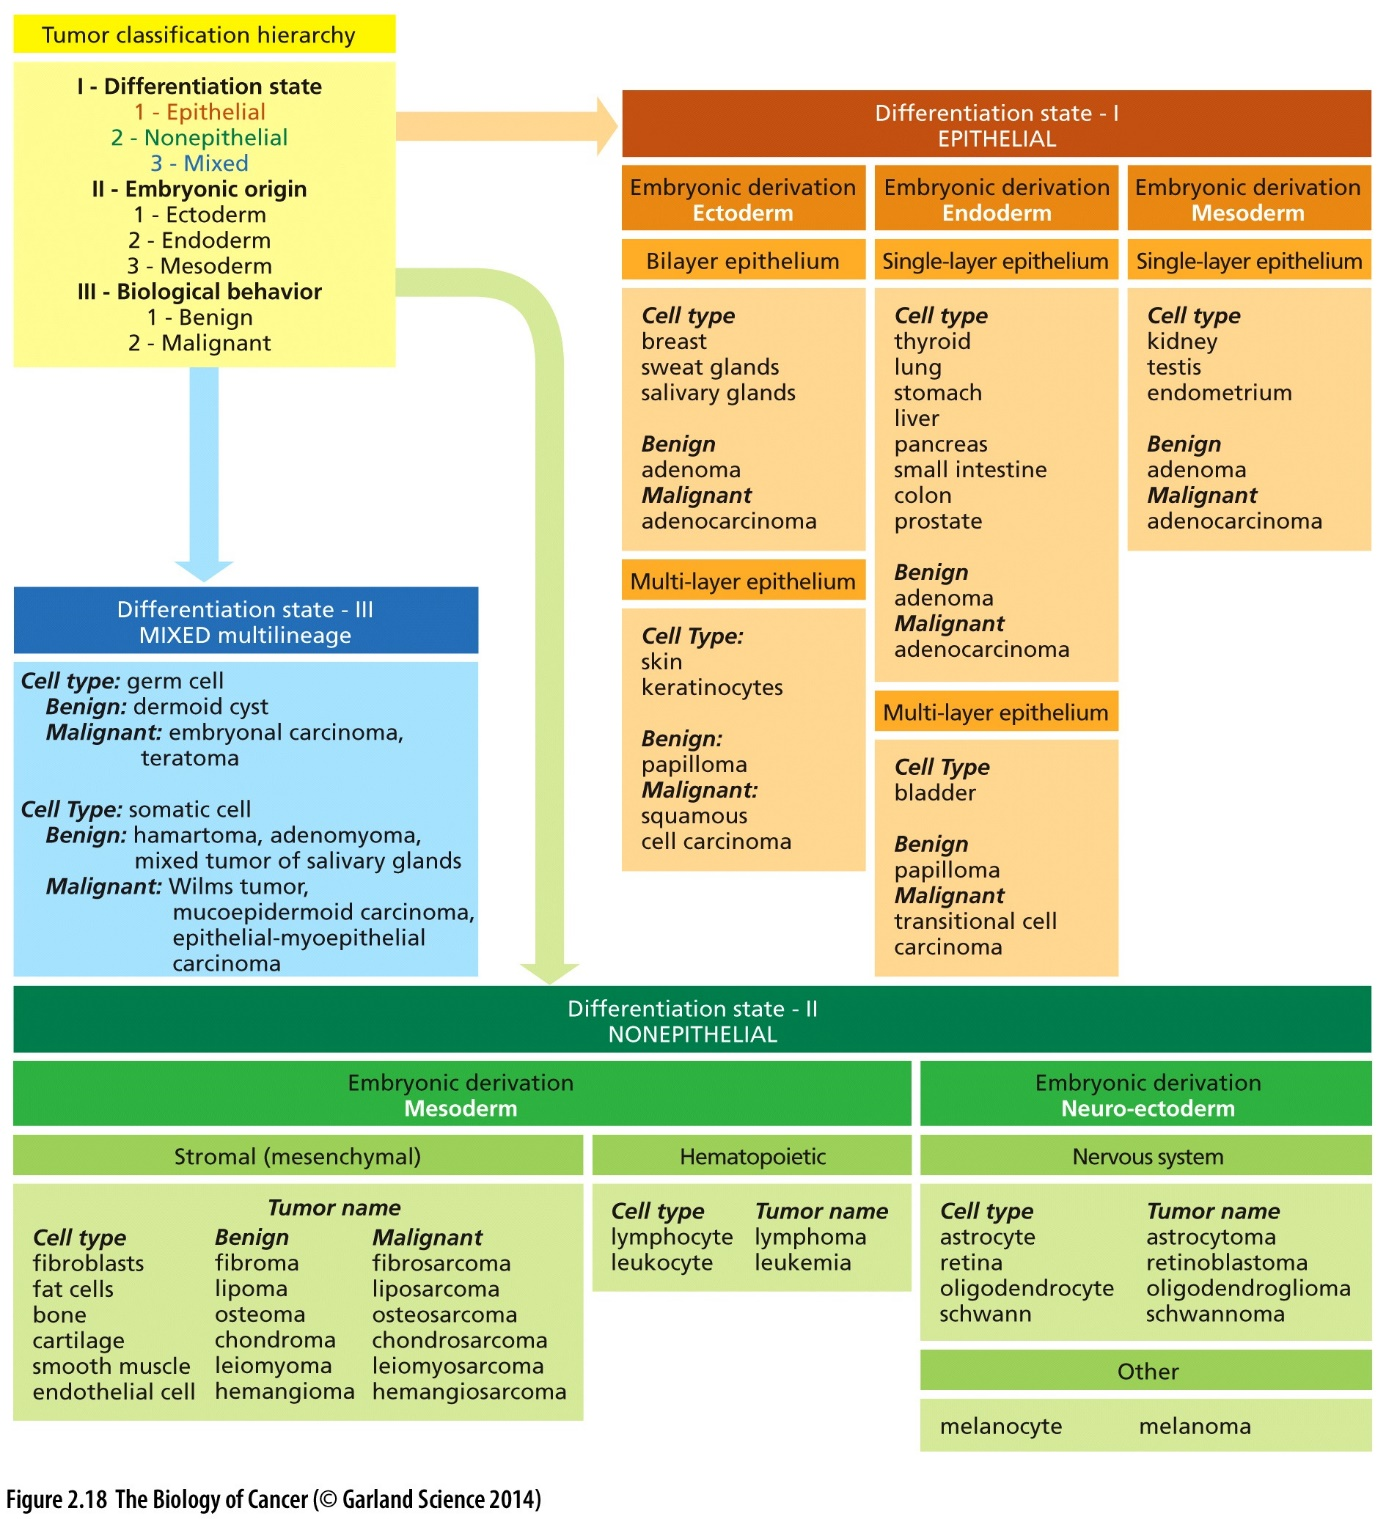 Tumor classification hierarchy
I - Differentiation state
1 - Epithelial
2 - Nonepithelial
3 - Mixed
II - Embryonic origin
1 - Ectoderm
2 - Endoderm
3 - Mesoderm
III - Biological behavior
1 - Benign
2 - Malignant
Differentiation state - I
EPITHELIAL
Embryonic derivation
Ectoderm
Bilayer epithelium
Cell type
breast
sweat glands
salivary glands
Benign
adenoma
Malignant
adenocarcinoma
Multi-layer epithelium
Cell Type:
skin
keratinocytes
Benign:
papilloma
Malignant:
squamous
cell carcinoma
Embryonic derivation
Endoderm
Single-layer epithelium
Cell type
thyroid
lung
stomach
liver
pancreas
small intestine
colon
prostate
Benign
adenoma
Malignant
adenocarcinoma
Multi-layer epithelium
Cell Type
bladder
Benign
papilloma
Malignant
transitional cell
carcinoma
Embryonic derivation
Mesoderm
Single-layer epithelium
Cell type
kidney
testis
endometrium
Benign
adenoma
Malignant
adenocarcinoma
Differentiation state - III
MIXED multilineage
Cell type: germ cell
Benign: dermoid cyst
Malignant: embryonal carcinoma,
teratoma
Cell Type: somatic cell
Benign: hamartoma, adenomyoma,
mixed tumor of salivary glands
Malignant: Wilms tumor,
mucoepidermoid carcinoma,
epithelial-myoepithelial
carcinoma
Differentiation state - II
NONEPITHELIAL
Embryonic derivation
Mesoderm
Stromal (mesenchymal)
Tumor name
Cell type Benign Malignant
fibroblasts fibroma fibrosarcoma
fat cells lipoma liposarcoma
bone osteoma osteosarcoma
cartilage chondroma chondrosarcoma
smooth muscle leiomyoma leiomyosarcoma
endothelial cell hemangioma hemangiosarcoma
Hematopoietic
Cell type Tumor name
lymphocyte lymphoma
leukocyte leukemia
Embryonic derivation
Neuro-ectoderm
Nervous system
Cell type Tumor name
astrocyte astrocytoma
retina retinoblastoma
oligodendrocyte oligodendroglioma
schwann schwannoma
Other
melanocyte melanoma
Figure 2.18 The Biology of Cancer (© Garland Science 2014)